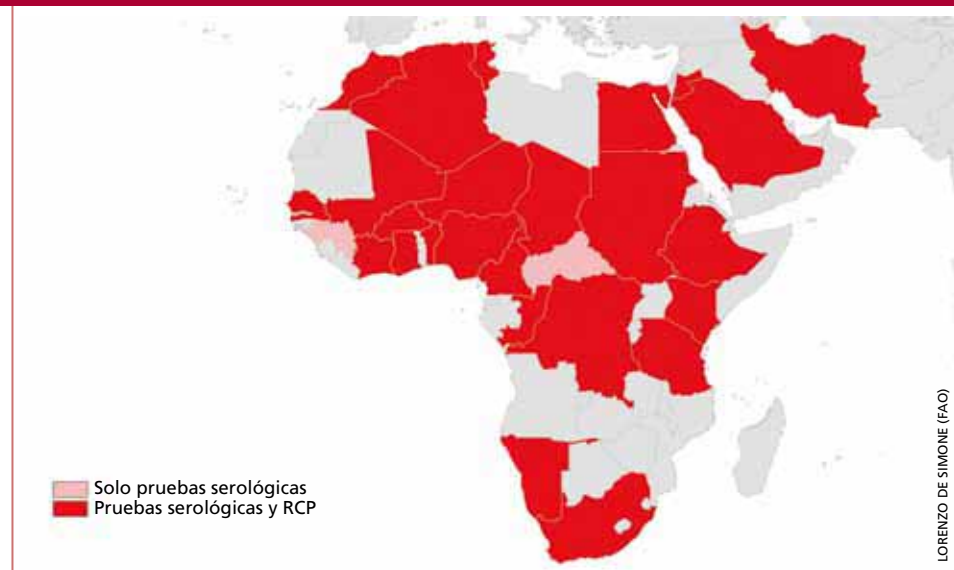 Solo pruebas serológicas
Pruebas serológicas y RCP
LORENZO DE SIMONE (FAO)